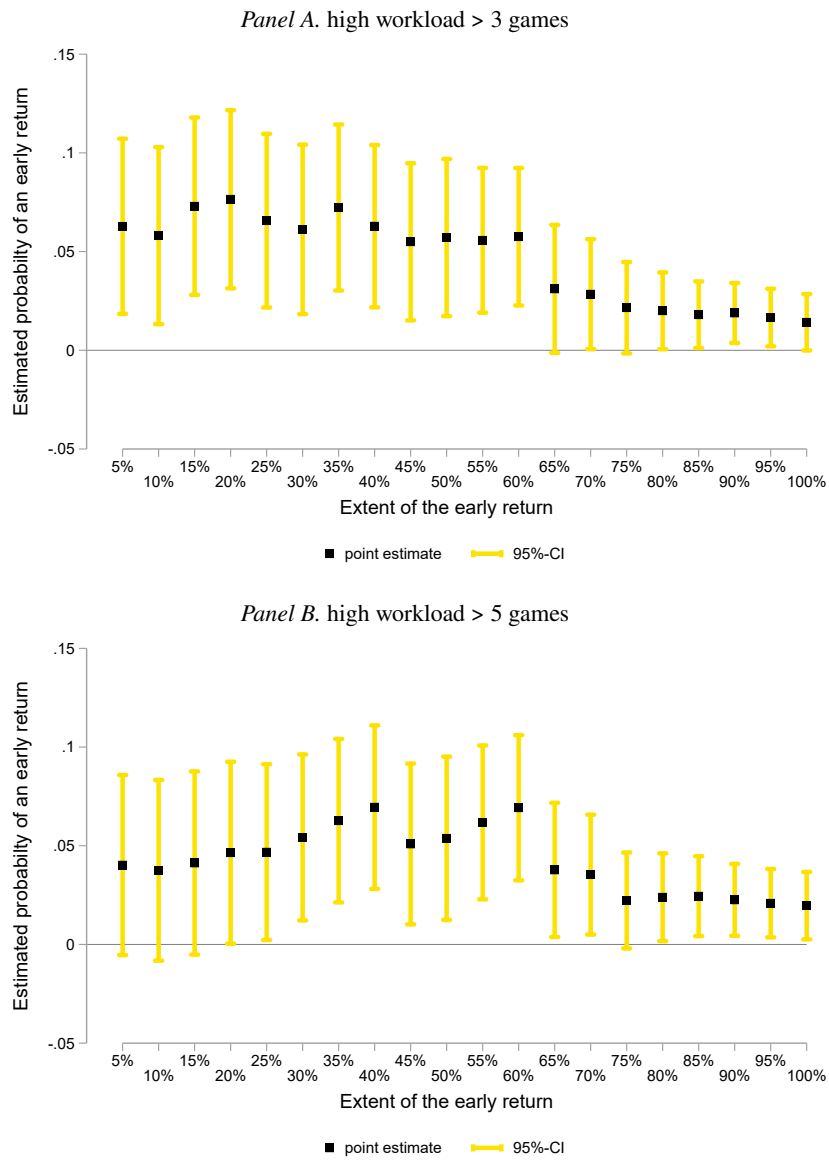 Panel A. high workload > 3 games
.15
.1
.05
0
-.05
Estimated probabilty of an early return
5% 15% 25% 35% 45% 55% 65% 75% 85% 95%
10% 20% 30% 40% 50% 60% 70% 80% 90% 100%
Extent of the early return
point estimate 95%-CI
Panel B. high workload > 5 games
.15
.1
.05
0
-.05
Estimated probabilty of an early return
5% 15% 25% 35% 45% 55% 65% 75% 85% 95%
10% 20% 30% 40% 50% 60% 70% 80% 90% 100%
Extent of the early return
point estimate 95%-CI